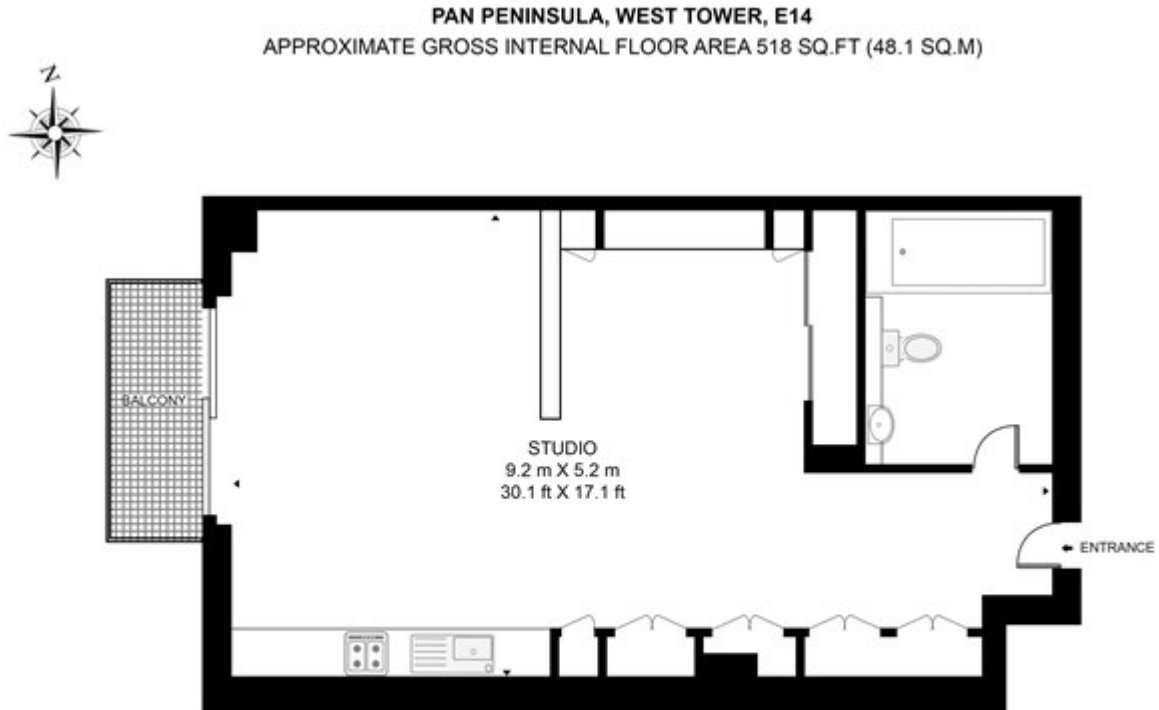 PAN PENINSULA, WEST TOWER, E14
APPROXIMATE GROSS INTERNAL FLOOR AREA 518 SQ.FT (48.1 SQ.M)
N
BALCONY
STUDIO
9.2 m X 5.2 m
30.1 ft X 17.1 ft
ENTRANCE